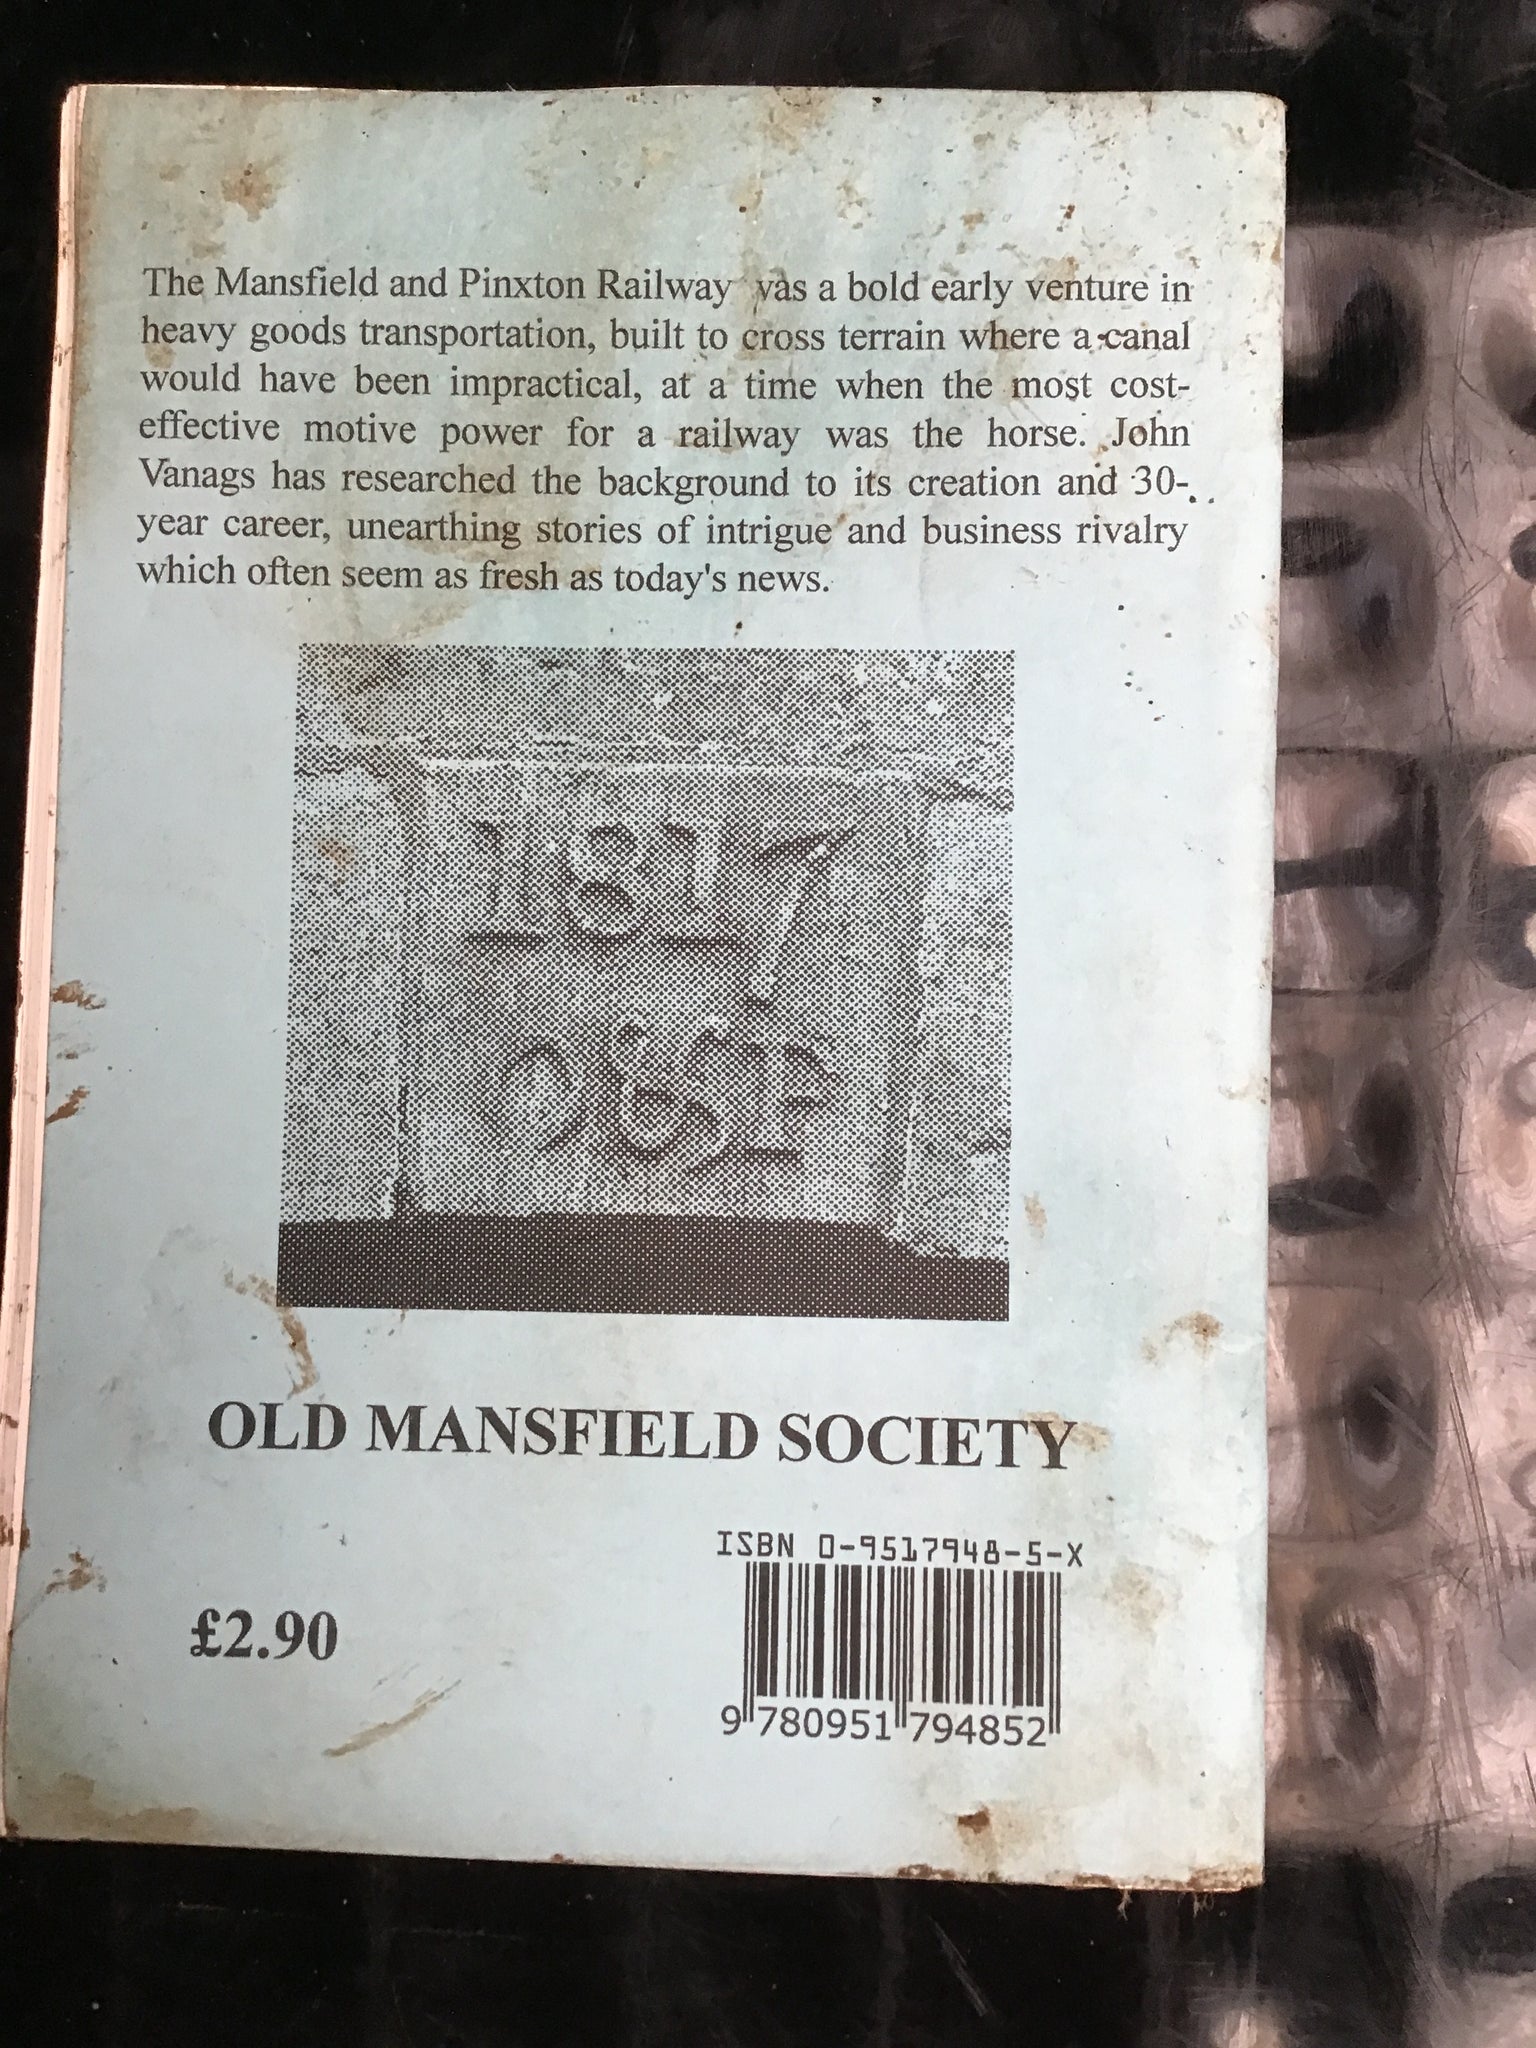 The Mansfield and Pinxton Railway was a bold early venture in
heavy goods transportation, built to cross terrain where a canal
would have been impractical, at a time when the most cost-
effective motive power for a railway was the horse. John
Vanags has researched the background to its creation and 30-
year career, unearthing stories of intrigue and business rivalry
which often seem as fresh as today's news.
1817
OLD MANSFIELD SOCIETY
ISBN 0-9517948-5-X
£2.90
9 780951 794852